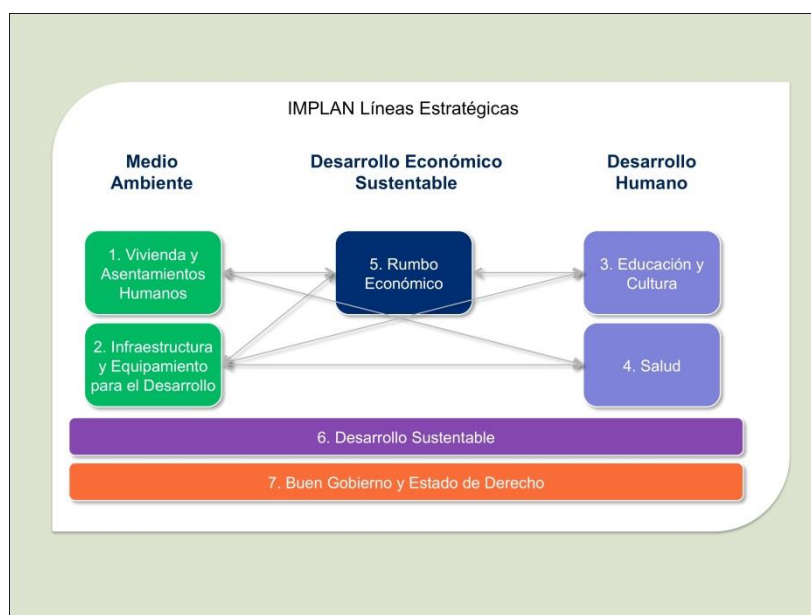 IMPLAN Líneas Estratégicas
Medio
Ambiente
Desarrollo Económico
Sustentable
Desarrollo
Humano
1. Vivienda y
Asentamientos
Humanos
5. Rumbo
Económico
3. Educación y
Cultura
2. Infraestructura
y Equipamiento
para el Desarrollo
4. Salud
6. Desarrollo Sustentable
7. Buen Gobierno y Estado de Derecho